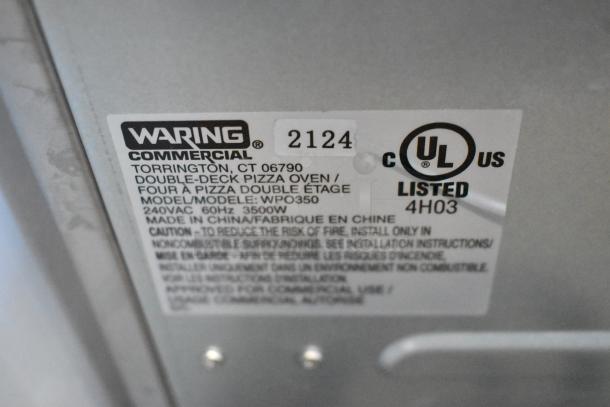 WARING®
COMMERCIAL
2124
TORRINGTON, CT 06790
DOUBLE-DECK PIZZA OVEN /
FOUR A PIZZA DOUBLE ÉTAGE
MODEL/MODELE: WPO350
240VAC 60Hz 3500W
MADE IN CHINA/FABRIQUE EN CHINE
CAUTION - TO REDUCE THE RISK OF FIRE, INSTALL ONLY IN
NONCOMBUSTIBLE SURROUNDINGS. SEE INSTALLATION INSTRUCTIONS/
MISE EN GARDE - AFIN DE REDUIRE LES RISQUES D'INCENDIE,
INSTALLER UNIQUEMENT DANS UN ENVIRONNEMENT NON COMBUSTIBLE.
VOIR LES INSTRUCTIONS D'INSTALLATION.
APPROVED FOR COMMERCIAL USE /
USAGE COMMERCIAL AUTORISE
C UL® US
LISTED
4H03